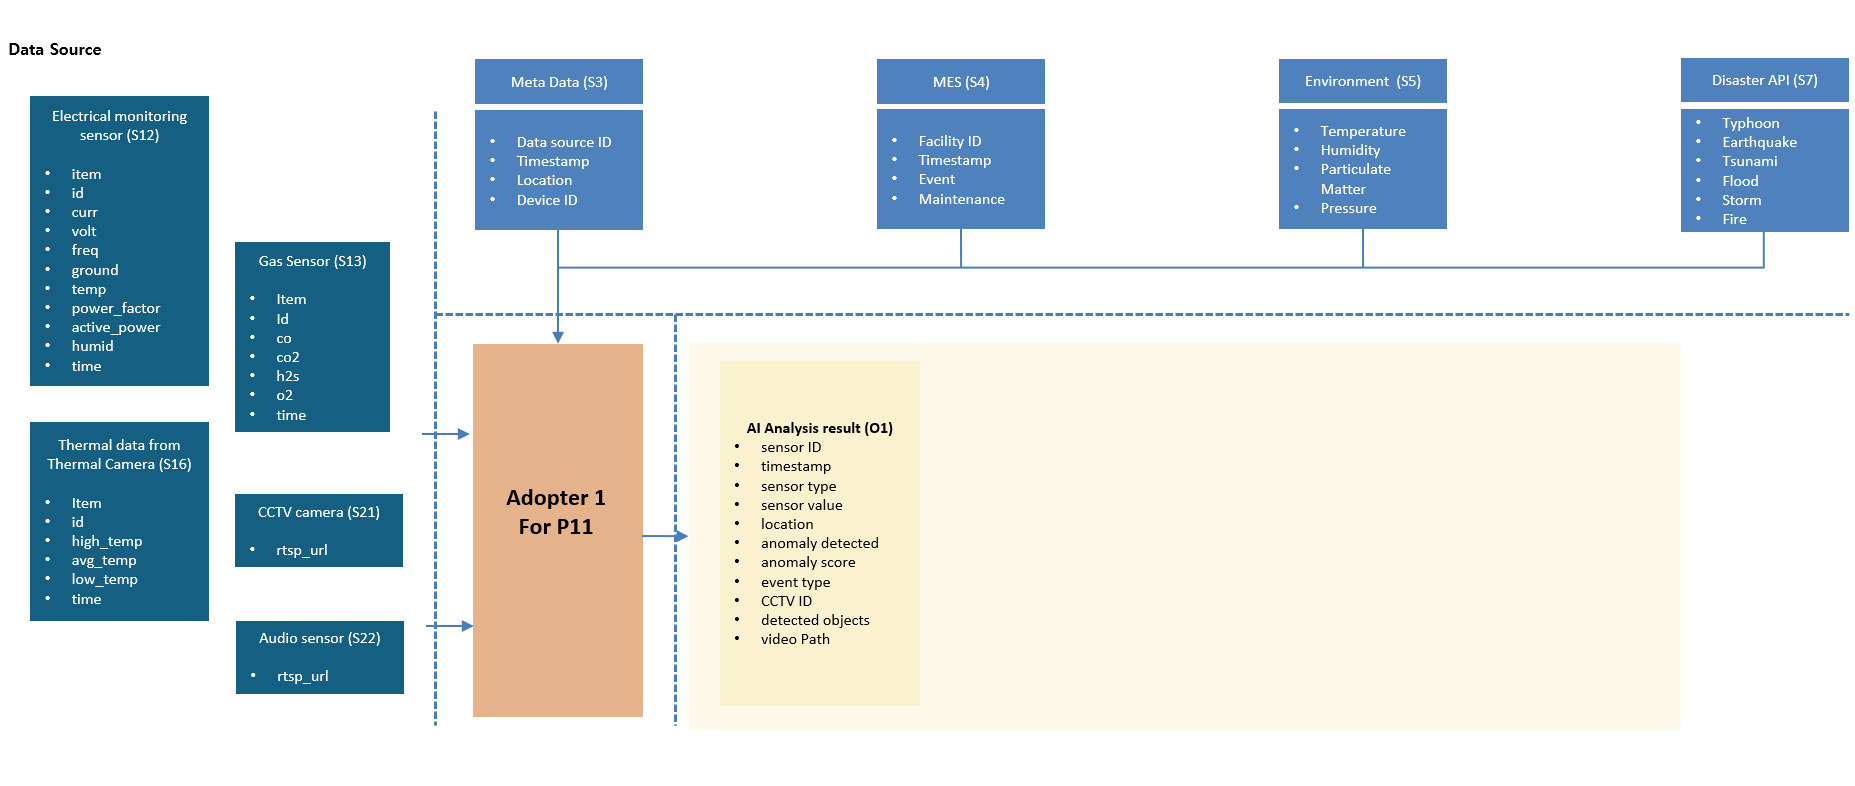 Data Source
Electrical monitoring
sensor (S12)
• item
• id
• curr
• volt
• freq
• ground
• temp
• power_factor
• active_power
• humid
• time
Thermal data from
Thermal Camera (S16)
• Item
• id
• high_temp
• avg_temp
• low_temp
• time
Gas Sensor (S13)
• Item
• Id
• co
• co2
• h2s
• o2
• time
CCTV camera (S21)
• rtsp_url
Audio sensor (S22)
• rtsp_url
Meta Data (S3)
• Data source ID
• Timestamp
• Location
• Device ID
MES (S4)
• Facility ID
• Timestamp
• Event
• Maintenance
Environment (S5)
• Temperature
• Humidity
• Particulate
Matter
• Pressure
Disaster API (S7)
• Typhoon
• Earthquake
• Tsunami
• Flood
• Storm
• Fire
Adopter 1
For P11
AI Analysis result (O1)
• sensor ID
• timestamp
• sensor type
• sensor value
• location
• anomaly detected
• anomaly score
• event type
• CCTV ID
• detected objects
• video Path